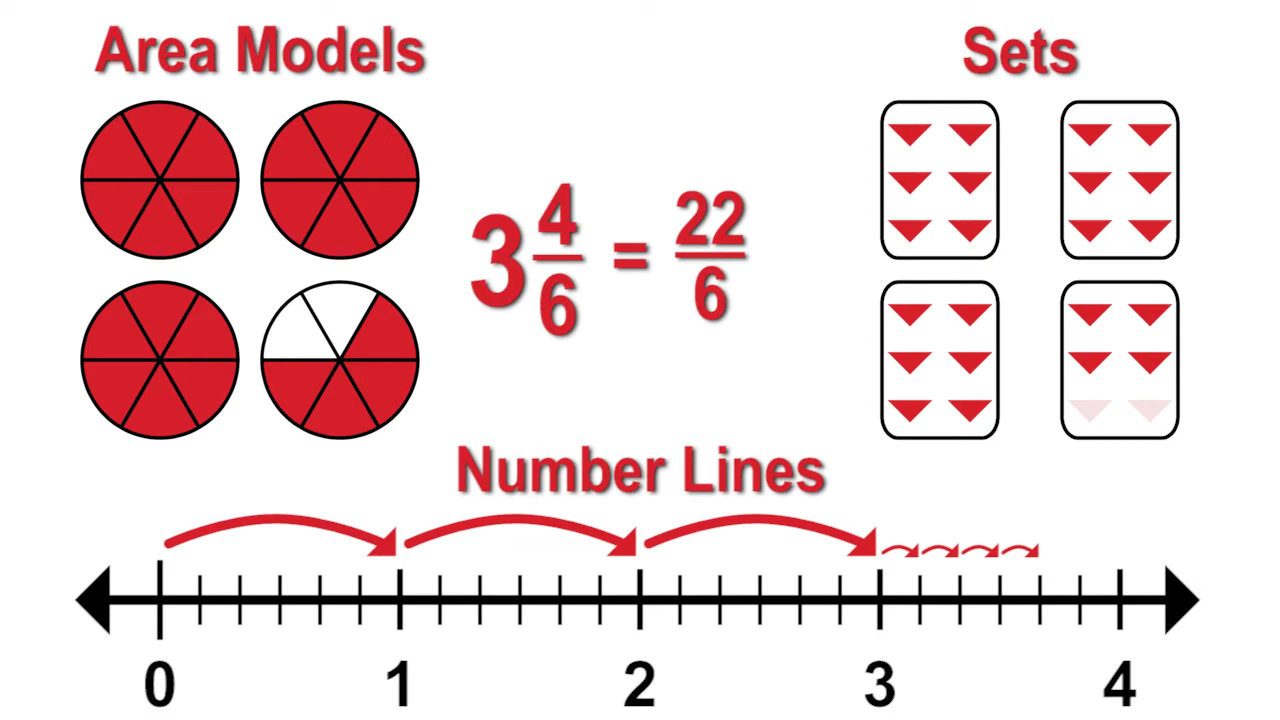 Area Models
Sets
3 4/6 = 22/6
Number Lines
0 1 2 3 4